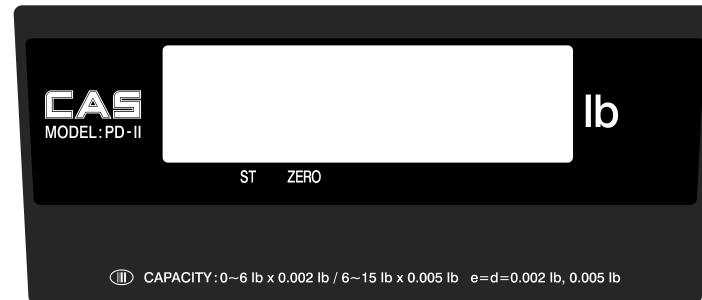 CAS
lb
MODEL: PD-II
ST ZERO
III CAPACITY: 0~6 lb x 0.002 lb / 6~15 lb x 0.005 lb e=d=0.002 lb, 0.005 lb